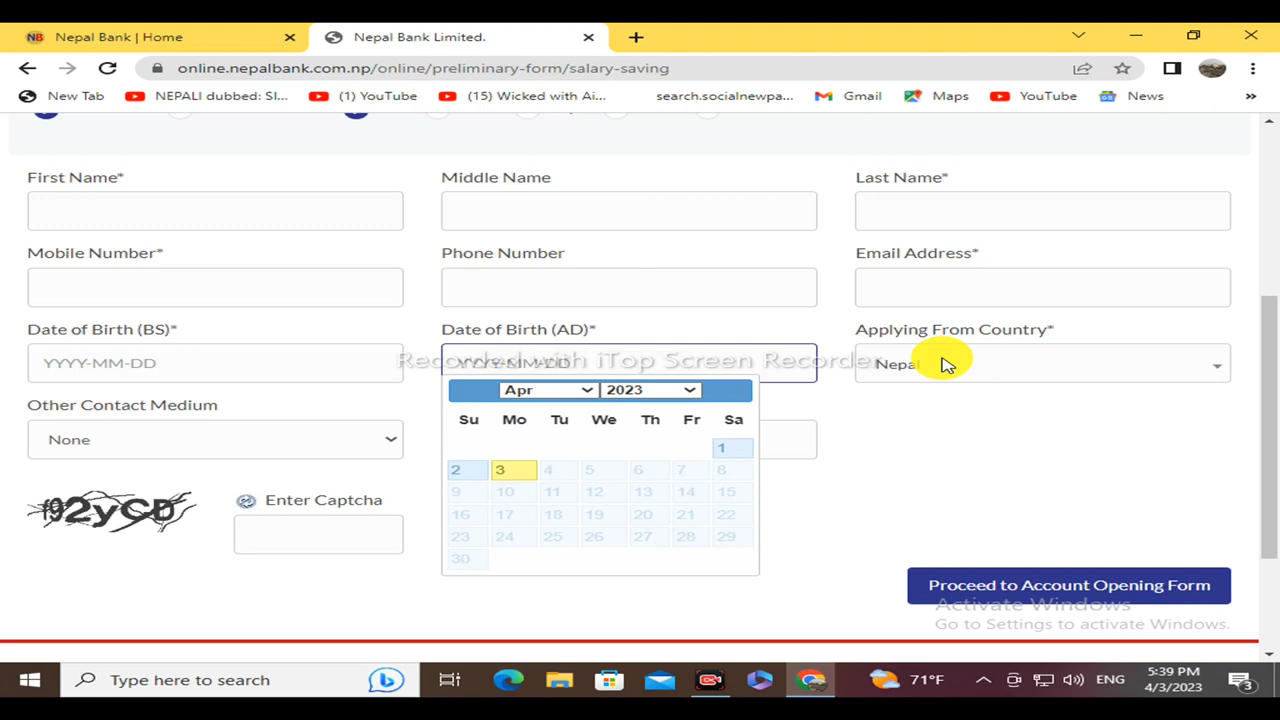 Nepal Bank | Home
Nepal Bank Limited.
online.nepalbank.com.np/online/preliminary-form/salary-saving
New Tab
NEPALI dubbed: Sl...
(1) YouTube
(15) Wicked with Ai...
search.socialnewpa...
Gmail
Maps
YouTube
News
First Name*
Middle Name
Last Name*
Mobile Number*
Phone Number
Email Address*
Date of Birth (BS)*
Date of Birth (AD)*
Applying From Country*
YYYY-MM-DD
YYYY-MM-DD
Nepal
Recorded with iTop Screen Recorder
Other Contact Medium
None
Apr 2023
Su Mo Tu We Th Fr Sa
1
2 3 4 5 6 7 8
9 10 11 12 13 14 15
16 17 18 19 20 21 22
23 24 25 26 27 28 29
30
Enter Captcha
Proceed to Account Opening Form
Activate Windows
Go to Settings to activate Windows.
Type here to search
71°F
ENG
5:39 PM
4/3/2023
3